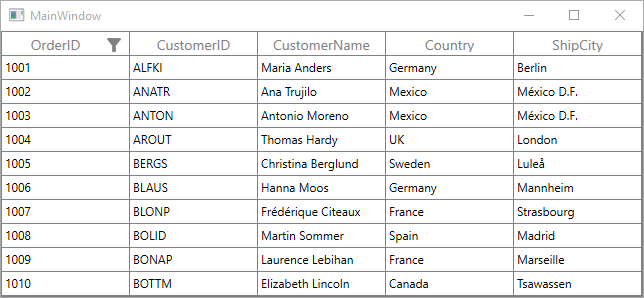 MainWindow
OrderID CustomerID CustomerName Country ShipCity
1001 ALFKI Maria Anders Germany Berlin
1002 ANATR Ana Trujilo Mexico México D.F.
1003 ANTON Antonio Moreno Mexico México D.F.
1004 AROUT Thomas Hardy UK London
1005 BERGS Christina Berglund Sweden Luleå
1006 BLAUS Hanna Moos Germany Mannheim
1007 BLONP Frédérique Citeaux France Strasbourg
1008 BOLID Martin Sommer Spain Madrid
1009 BONAP Laurence Lebihan France Marseille
1010 BOTTM Elizabeth Lincoln Canada Tsawassen